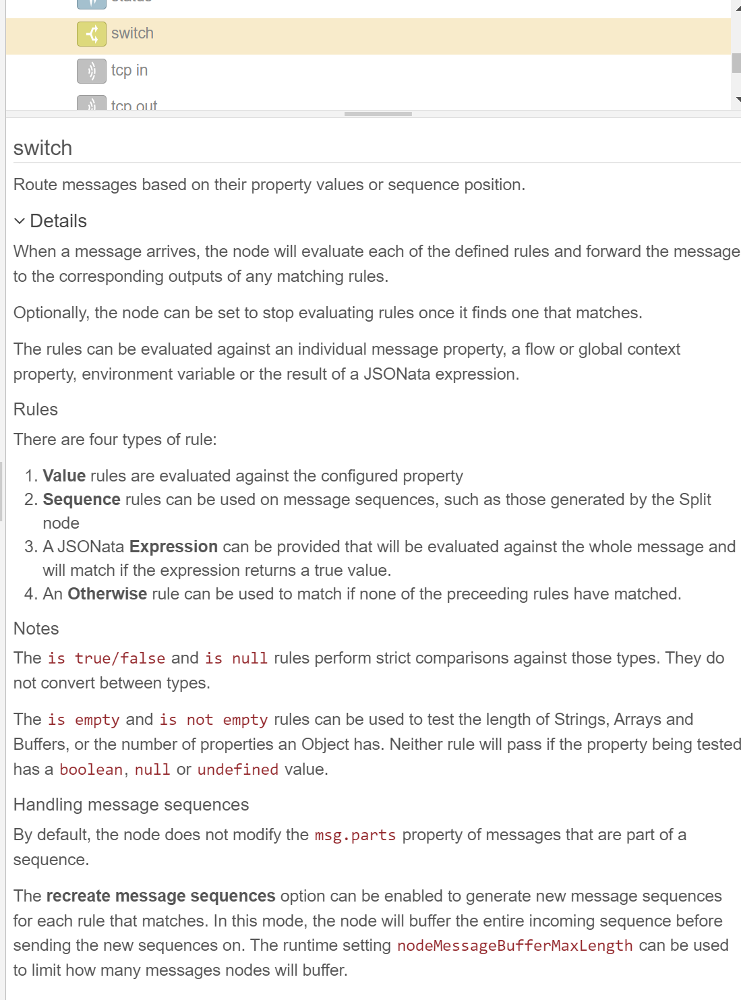 status
switch
tcp in
tcp out
switch
Route messages based on their property values or sequence position.
Details
When a message arrives, the node will evaluate each of the defined rules and forward the message
to the corresponding outputs of any matching rules.
Optionally, the node can be set to stop evaluating rules once it finds one that matches.
The rules can be evaluated against an individual message property, a flow or global context
property, environment variable or the result of a JSONata expression.
Rules
There are four types of rule:
1. Value rules are evaluated against the configured property
2. Sequence rules can be used on message sequences, such as those generated by the Split
node
3. A JSONata Expression can be provided that will be evaluated against the whole message and
will match if the expression returns a true value.
4. An Otherwise rule can be used to match if none of the preceeding rules have matched.
Notes
The is true/false and is null rules perform strict comparisons against those types. They do
not convert between types.
The is empty and is not empty rules can be used to test the length of Strings, Arrays and
Buffers, or the number of properties an Object has. Neither rule will pass if the property being tested
has a boolean, null or undefined value.
Handling message sequences
By default, the node does not modify the msg.parts property of messages that are part of a
sequence.
The recreate message sequences option can be enabled to generate new message sequences
for each rule that matches. In this mode, the node will buffer the entire incoming sequence before
sending the new sequences on. The runtime setting nodeMessageBufferMaxLength can be used
to limit how many messages nodes will buffer.